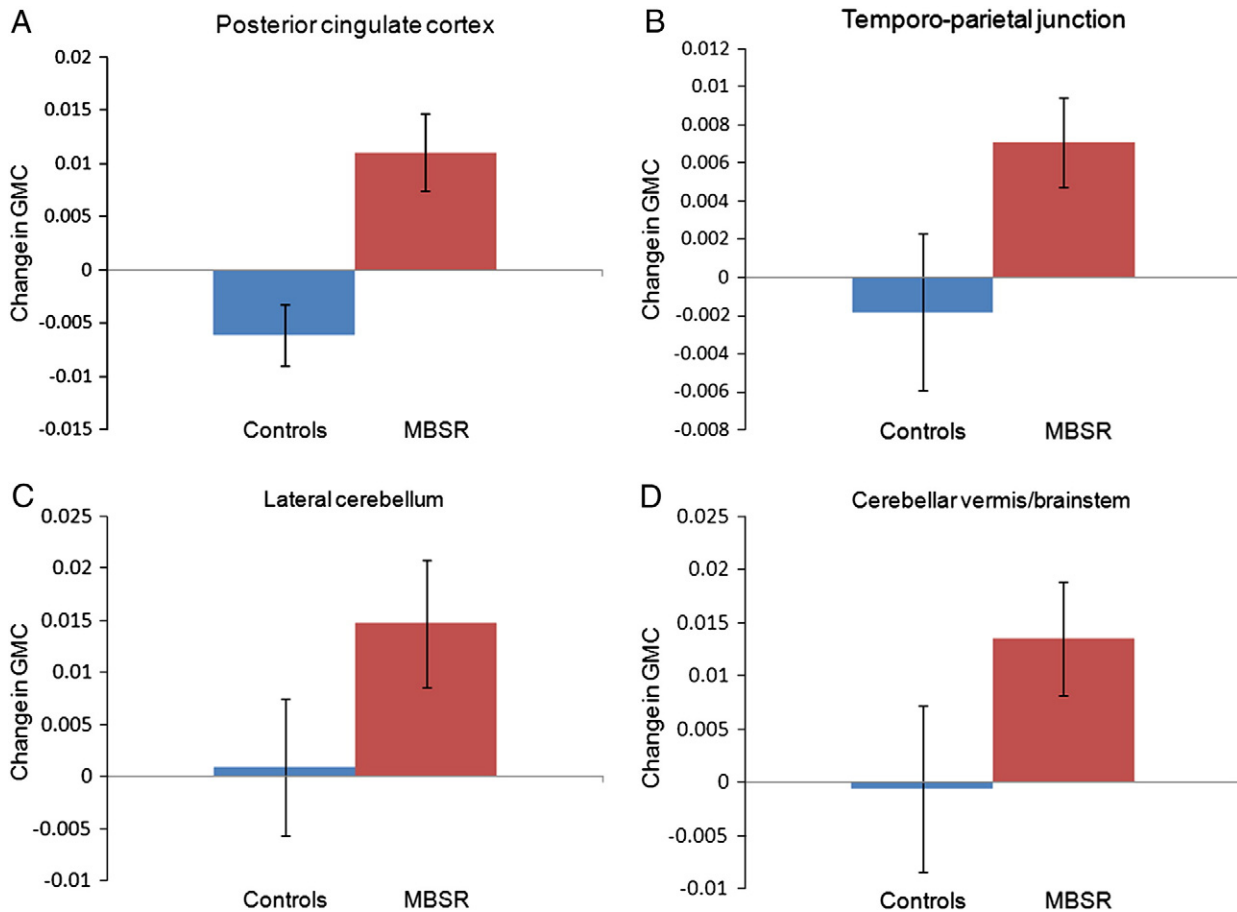 A
Posterior cingulate cortex
0.02
0.015
0.01
0.005
0
-0.005
-0.01
-0.015
Change in GMC
Controls
MBSR
B
Temporo-parietal junction
0.012
0.01
0.008
0.006
0.004
0.002
0
-0.002
-0.004
-0.006
-0.008
Change in GMC
Controls
MBSR
C
Lateral cerebellum
0.025
0.02
0.015
0.01
0.005
0
-0.005
-0.01
Change in GMC
Controls
MBSR
D
Cerebellar vermis/brainstem
0.025
0.02
0.015
0.01
0.005
0
-0.005
-0.01
Change in GMC
Controls
MBSR